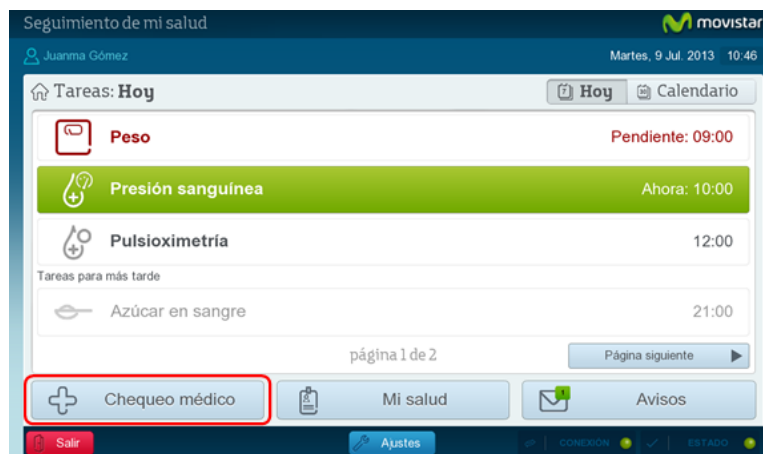 Seguimiento de mi salud
movistar
Juanma Gómez
Martes, 9 Jul. 2013 10:46
Tareas: Hoy
7 Hoy
Calendario
Peso
Pendiente: 09:00
Presión sanguínea
Ahora: 10:00
Pulsioximetría
12:00
Tareas para más tarde
Azúcar en sangre
21:00
página 1 de 2
Página siguiente
Chequeo médico
Mi salud
1
Avisos
Salir
Ajustes
CONEXIÓN
ESTADO